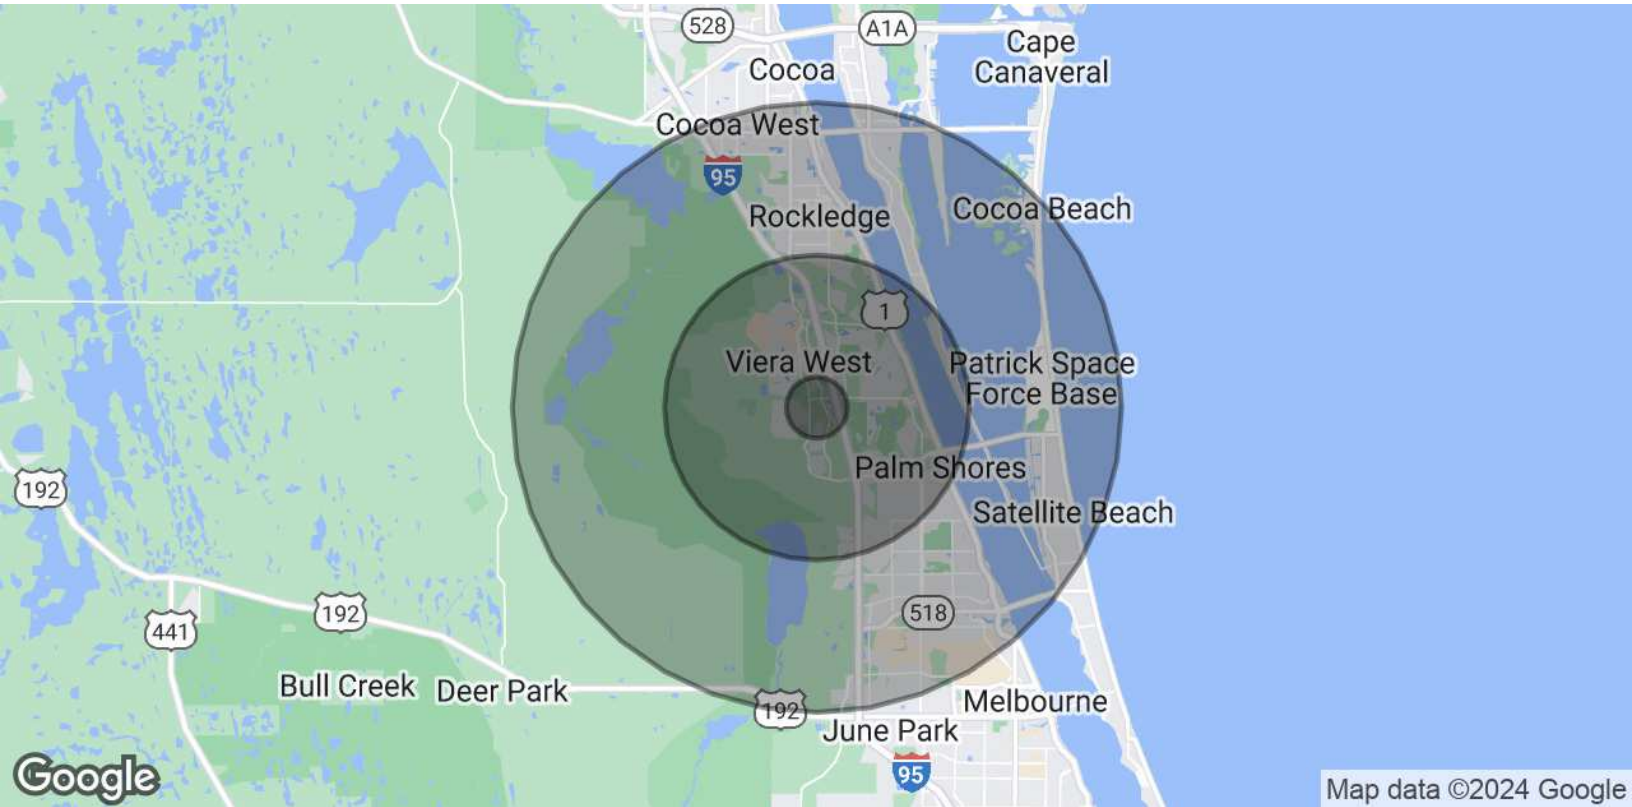 528
A1A
Cape
Canaveral
Cocoa
Cocoa West
95
Rockledge
Cocoa Beach
1
Viera West
Patrick Space
Force Base
Palm Shores
192
Satellite Beach
192
518
441
Bull Creek
Deer Park
192
Melbourne
June Park
95
Google
Map data ©2024 Google